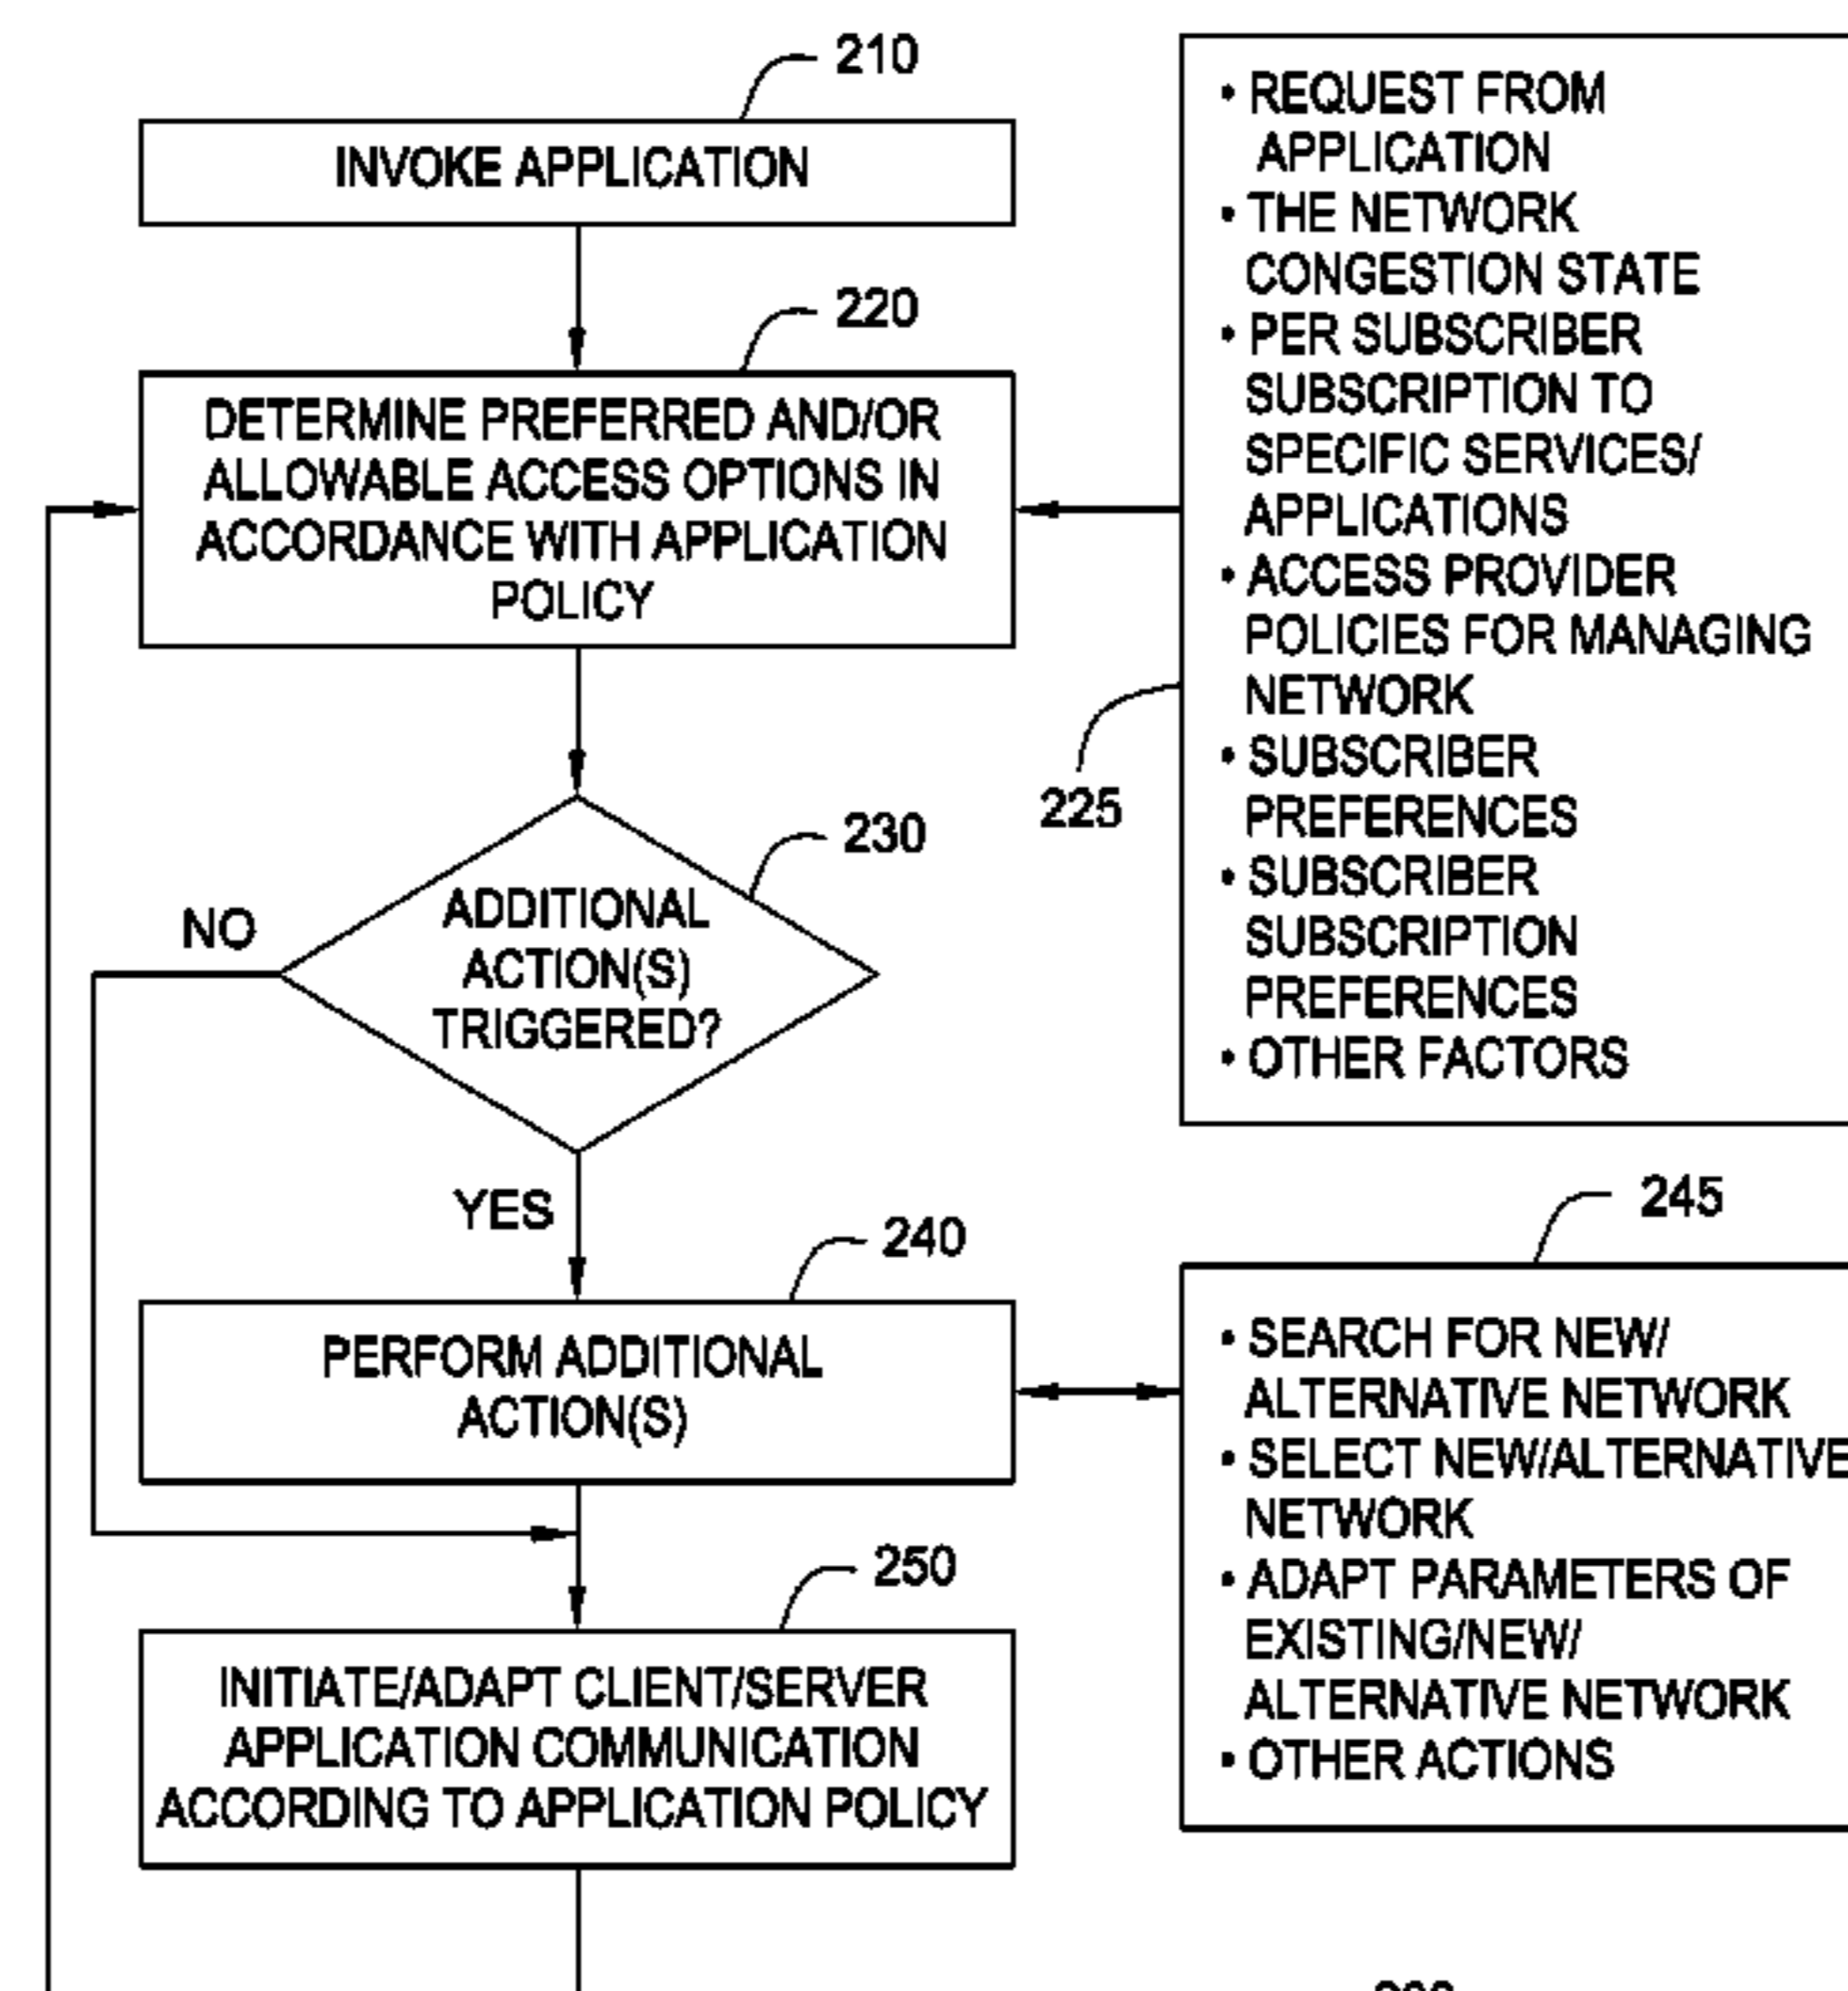 210
INVOKE APPLICATION
220
DETERMINE PREFERRED AND/OR
ALLOWABLE ACCESS OPTIONS IN
ACCORDANCE WITH APPLICATION
POLICY
• REQUEST FROM
APPLICATION
• THE NETWORK
CONGESTION STATE
• PER SUBSCRIBER
SUBSCRIPTION TO
SPECIFIC SERVICES/
APPLICATIONS
• ACCESS PROVIDER
POLICIES FOR MANAGING
NETWORK
• SUBSCRIBER
PREFERENCES
• SUBSCRIBER
SUBSCRIPTION
PREFERENCES
• OTHER FACTORS
225
230
ADDITIONAL
ACTION(S)
TRIGGERED?
NO
YES
240
PERFORM ADDITIONAL
ACTION(S)
245
• SEARCH FOR NEW/
ALTERNATIVE NETWORK
• SELECT NEW/ALTERNATIVE
NETWORK
• ADAPT PARAMETERS OF
EXISTING/NEW/
ALTERNATIVE NETWORK
• OTHER ACTIONS
250
INITIATE/ADAPT CLIENT/SERVER
APPLICATION COMMUNICATION
ACCORDING TO APPLICATION POLICY